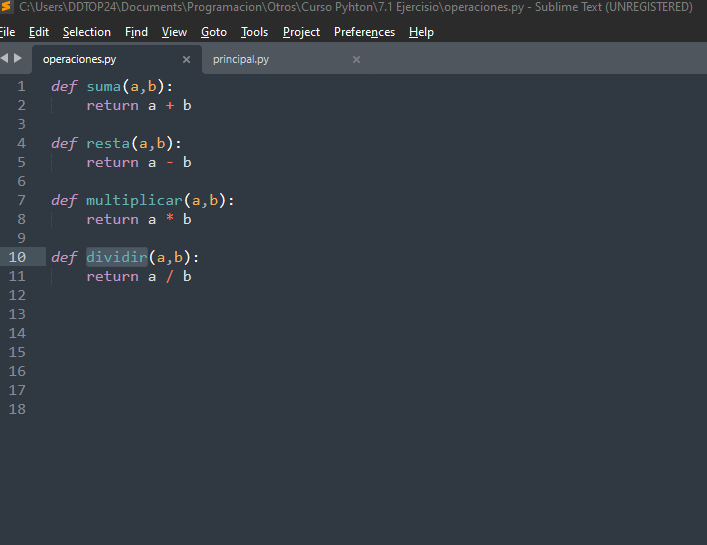 C:\Users\DDTOP24\Documents\Programacion\Otros\Curso Pyhton\7.1 Ejercisio\operaciones.py - Sublime Text (UNREGISTERED)
File Edit Selection Find View Goto Tools Project Preferences Help
operaciones.py × principal.py ×
1 def suma(a,b):
2 return a + b
3
4 def resta(a,b):
5 return a - b
6
7 def multiplicar(a,b):
8 return a * b
9
10 def dividir(a,b):
11 return a / b
12
13
14
15
16
17
18